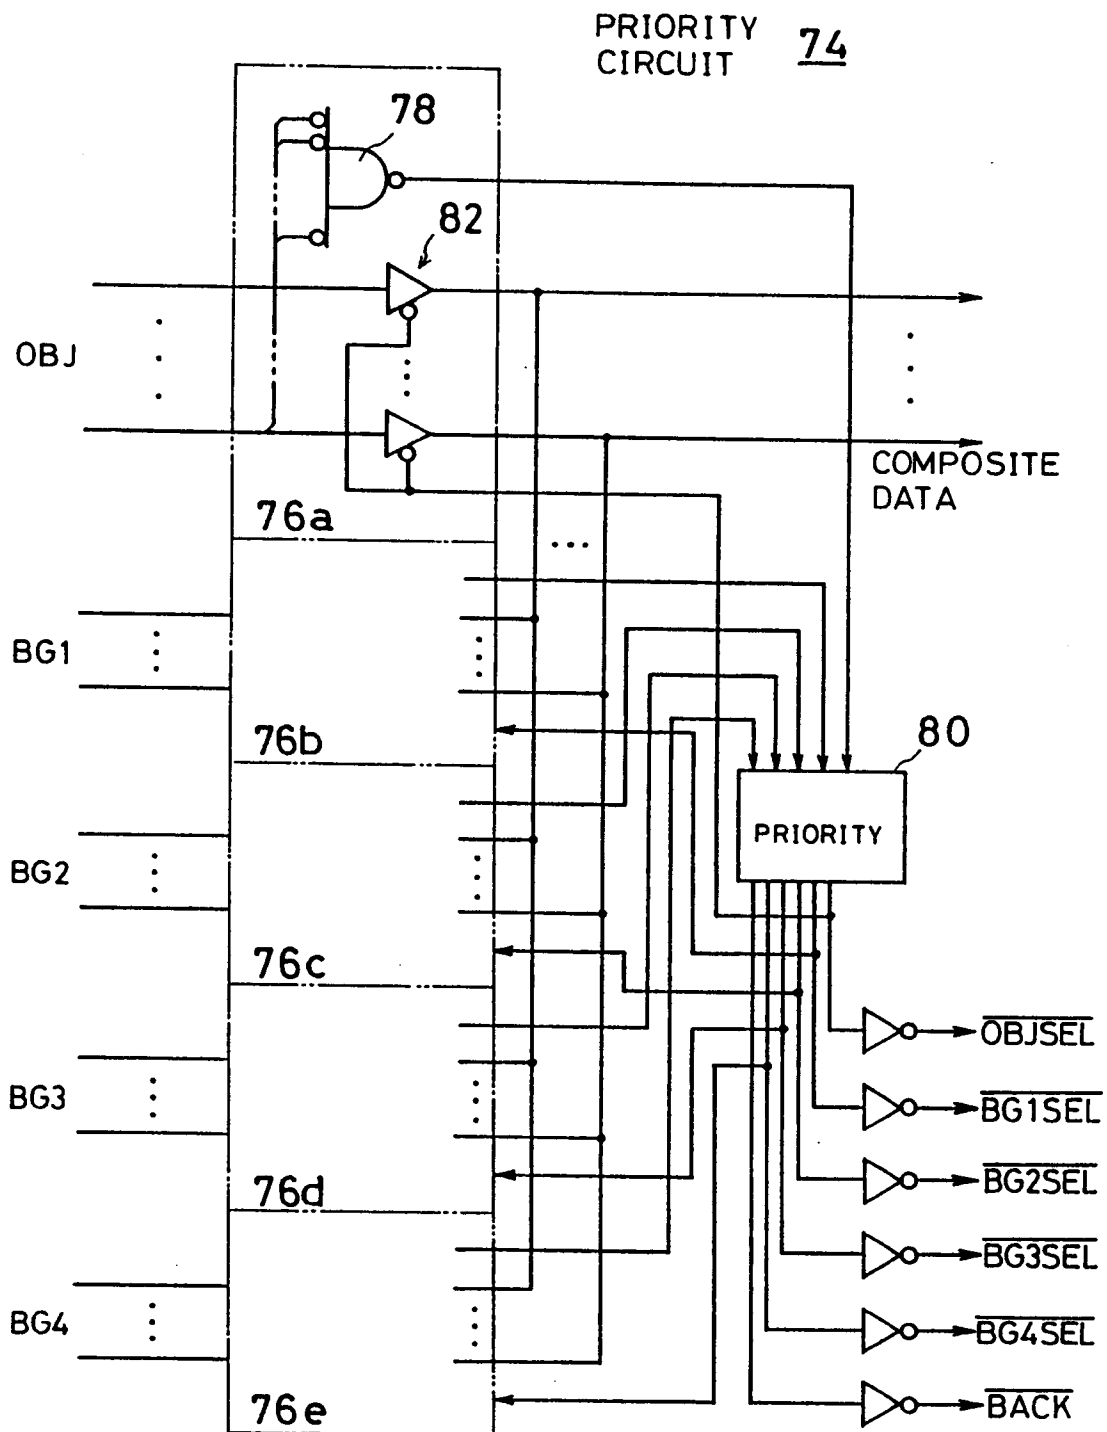 PRIORITY
CIRCUIT
74
78
82
OBJ
COMPOSITE
DATA
76a
BG1
76b
80
PRIORITY
BG2
76c
OBJSEL
BG3
BG1SEL
BG2SEL
76d
BG3SEL
BG4
BG4SEL
76e
BACK